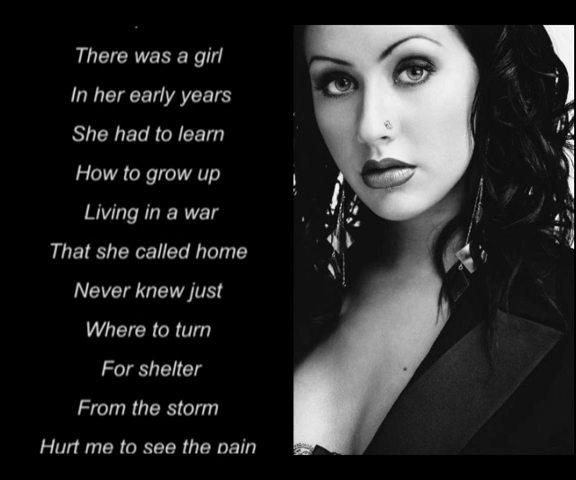 There was a girl
In her early years
She had to learn
How to grow up
Living in a war
That she called home
Never knew just
Where to turn
For shelter
From the storm
Hurt me to see the pain